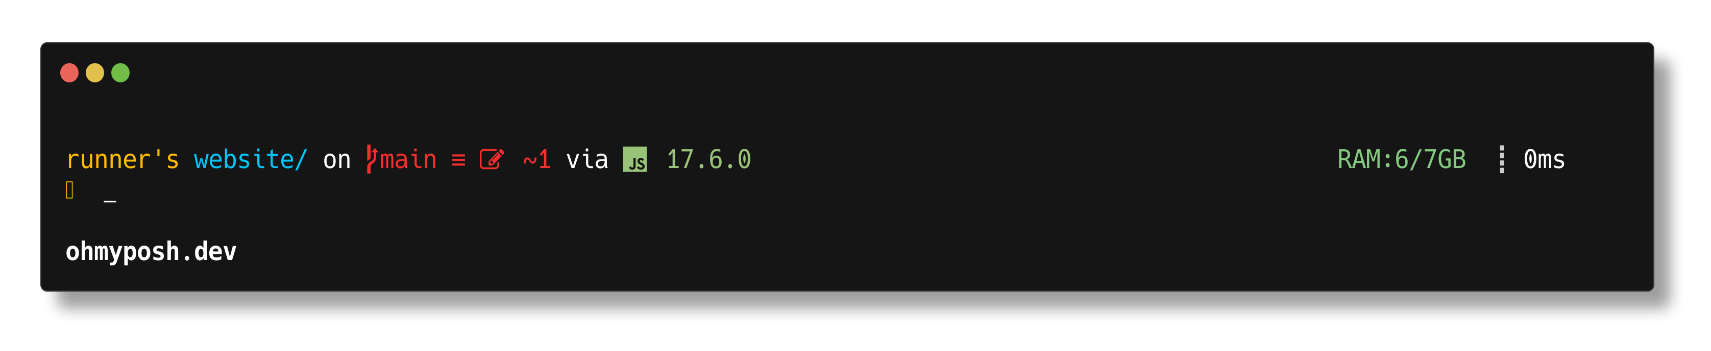 runner's website/ on main ≡ ~1 via JS 17.6.0 RAM:6/7GB 0ms
_
ohmyposh.dev